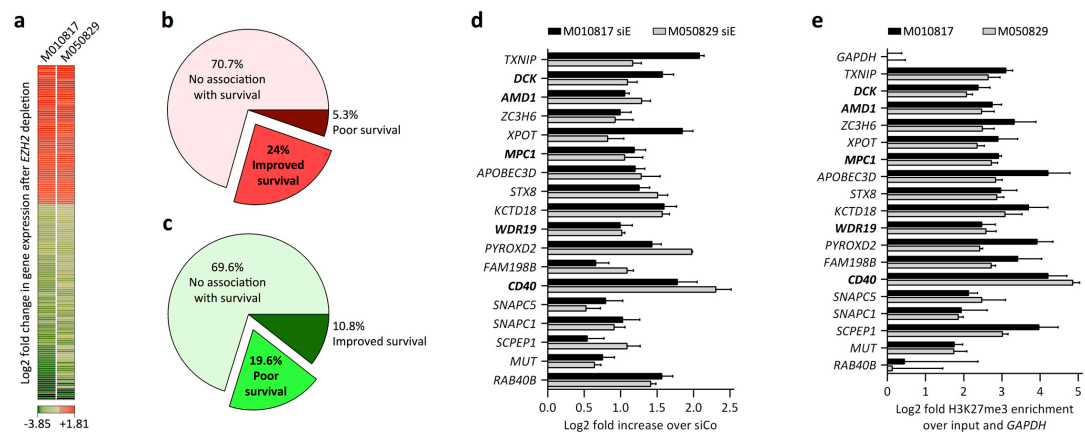 a
M010817
M050829
Log2 fold change in gene expression after EZH2 depletion
-3.85 +1.81
b
70.7%
No association
with survival
5.3%
Poor survival
24%
Improved
survival
c
69.6%
No association
with survival
10.8%
Improved survival
19.6%
Poor
survival
d
M010817 siE M050829 siE
TXNIP
DCK
AMD1
ZC3H6
XPOT
MPC1
APOBEC3D
STX8
KCTD18
WDR19
PYROXD2
FAM198B
CD40
SNAPC5
SNAPC1
SCPEP1
MUT
RAB40B
0.0 0.5 1.0 1.5 2.0 2.5
Log2 fold increase over siCo
e
M010817 M050829
GAPDH
TXNIP
DCK
AMD1
ZC3H6
XPOT
MPC1
APOBEC3D
STX8
KCTD18
WDR19
PYROXD2
FAM198B
CD40
SNAPC5
SNAPC1
SCPEP1
MUT
RAB40B
0 1 2 3 4 5
Log2 fold H3K27me3 enrichment
over input and GAPDH